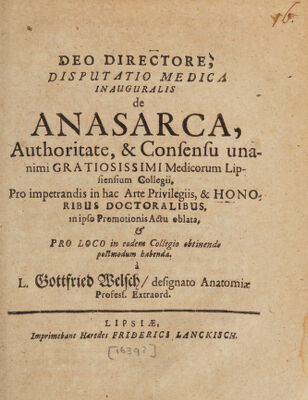 16.
DEO DIRECTORE,
DISPUTATIO MEDICA
INAUGURALIS
de
ANASARCA,
Authoritate, & Consensu una-
nimi GRATIOSISSIMI Medicorum Lip-
siensium Collegii,
Pro impetrandis in hac Arte Privilegiis, & HONO-
RIBUS DOCTORALIBUS,
in ipso Promotionis Actu oblata,
&
PRO LOCO in eodem Collegio obtinendo
postmodum habenda,
à
L. Gottfried Welsch/ designato Anatomiæ
Profess. Extraord.
LIPSIÆ,
Imprimebant Hæredes FRIDERICI LANCKISCH.
[1639?]